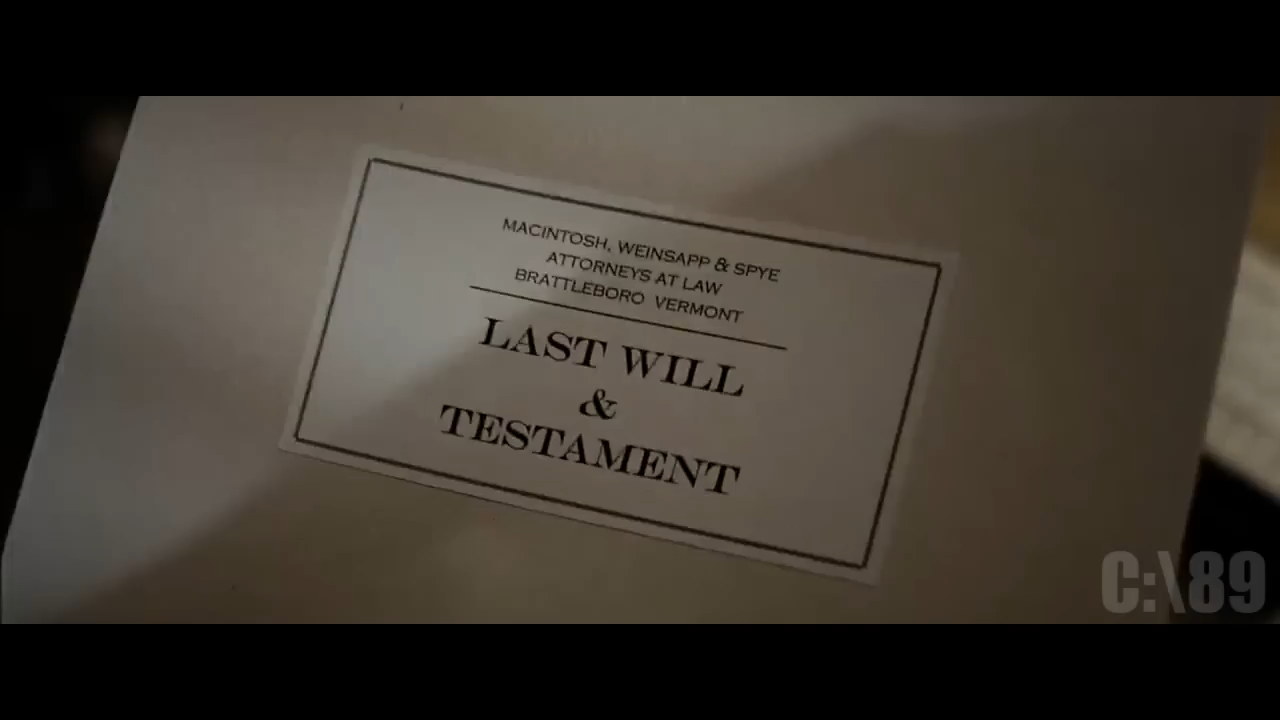 MACINTOSH, WEINSAPP & SPYE
ATTORNEYS AT LAW
BRATTLEBORO VERMONT
LAST WILL
&
TESTAMENT
C:\89